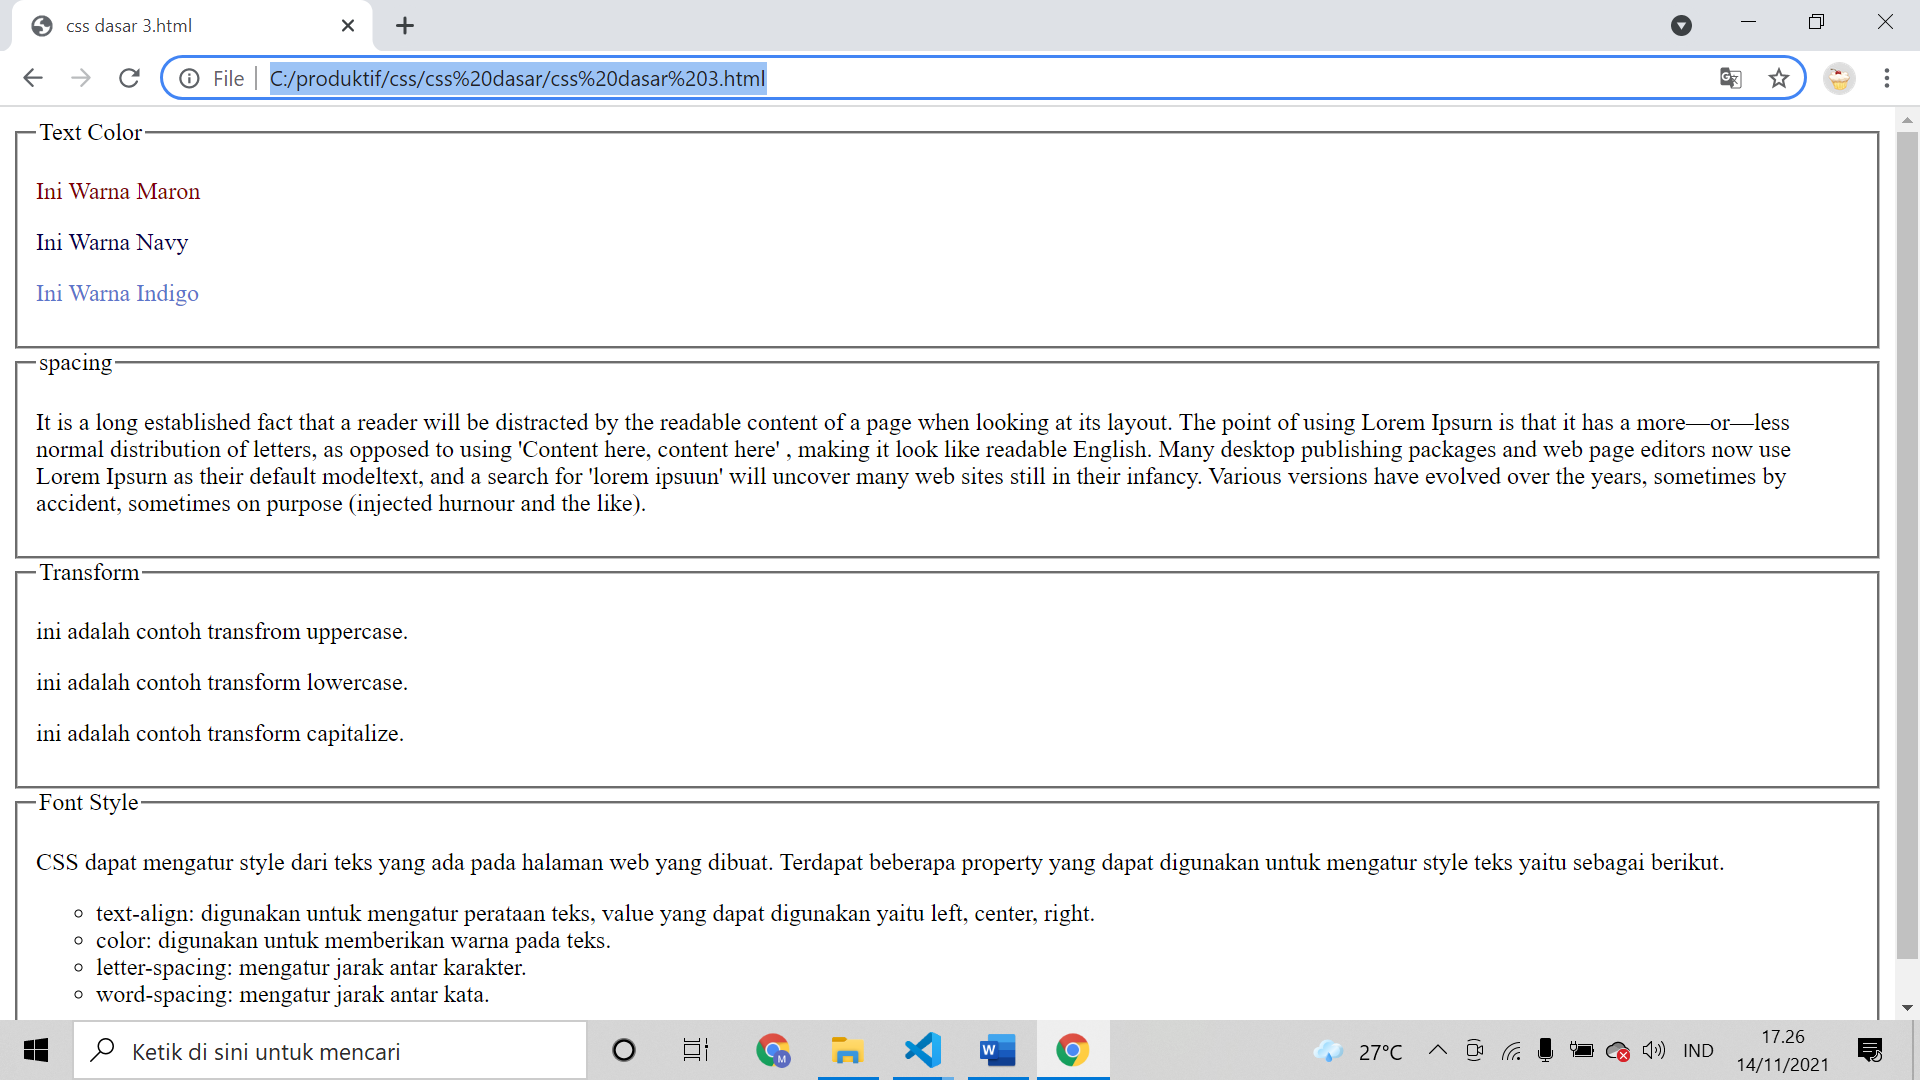 css dasar 3.html
File
C:/produktif/css/css%20dasar/css%20dasar%203.html
Text Color
Ini Warna Maron
Ini Warna Navy
Ini Warna Indigo
spacing
It is a long established fact that a reader will be distracted by the readable content of a page when looking at its layout. The point of using Lorem Ipsurn is that it has a more—or—less
normal distribution of letters, as opposed to using 'Content here, content here' , making it look like readable English. Many desktop publishing packages and web page editors now use
Lorem Ipsurn as their default modeltext, and a search for 'lorem ipsuun' will uncover many web sites still in their infancy. Various versions have evolved over the years, sometimes by
accident, sometimes on purpose (injected hurnour and the like).
Transform
ini adalah contoh transfrom uppercase.
ini adalah contoh transform lowercase.
ini adalah contoh transform capitalize.
Font Style
CSS dapat mengatur style dari teks yang ada pada halaman web yang dibuat. Terdapat beberapa property yang dapat digunakan untuk mengatur style teks yaitu sebagai berikut.
text-align: digunakan untuk mengatur perataan teks, value yang dapat digunakan yaitu left, center, right.
color: digunakan untuk memberikan warna pada teks.
letter-spacing: mengatur jarak antar karakter.
word-spacing: mengatur jarak antar kata.
Ketik di sini untuk mencari
M
W
27°C
IND
17.26
14/11/2021